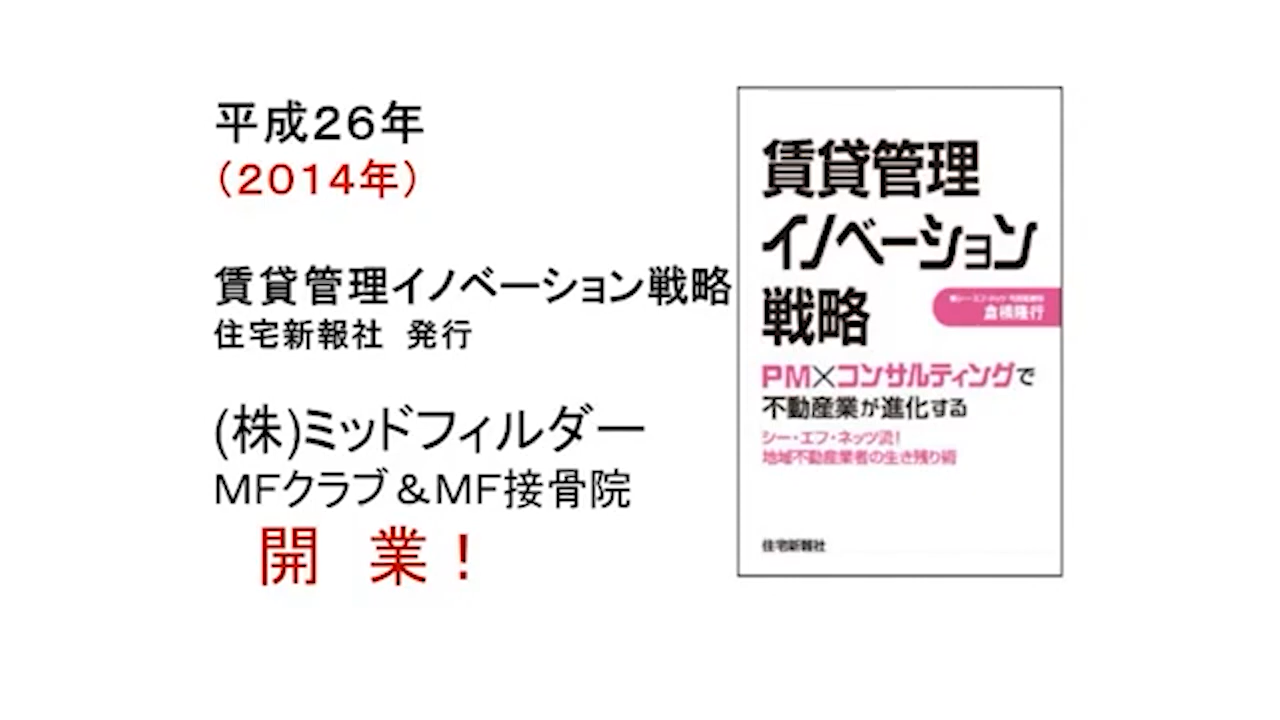 平成26年
（2014年）
賃貸管理イノベーション戦略
住宅新報社　発行
(株)ミッドフィルダー
MFクラブ＆MF接骨院
開　業！
賃貸管理
イノベーション
戦略
倉橋隆行
PM×コンサルティングで
不動産業が進化する
シー・エフ・ネッツ流!
地域不動産業者の生き残り術
住宅新報社